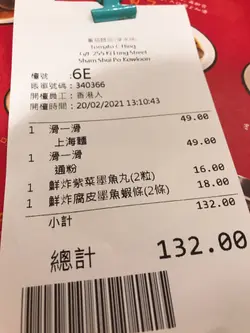 G/F, 255 Ki Lung Street
Sham Shui Po Kowloon
檯號 : 6E
帳單號碼 : 340366
開檯職工 : 香港人
開檯時間 : 20/02/2021 13:10:43
1 滑一滑 49.00
上海麵
1 滑一滑 49.00
通粉
1 鮮炸紫菜墨魚丸(2粒) 16.00
1 鮮炸腐皮墨魚蝦條(2條) 18.00
小計 132.00
總計 132.00